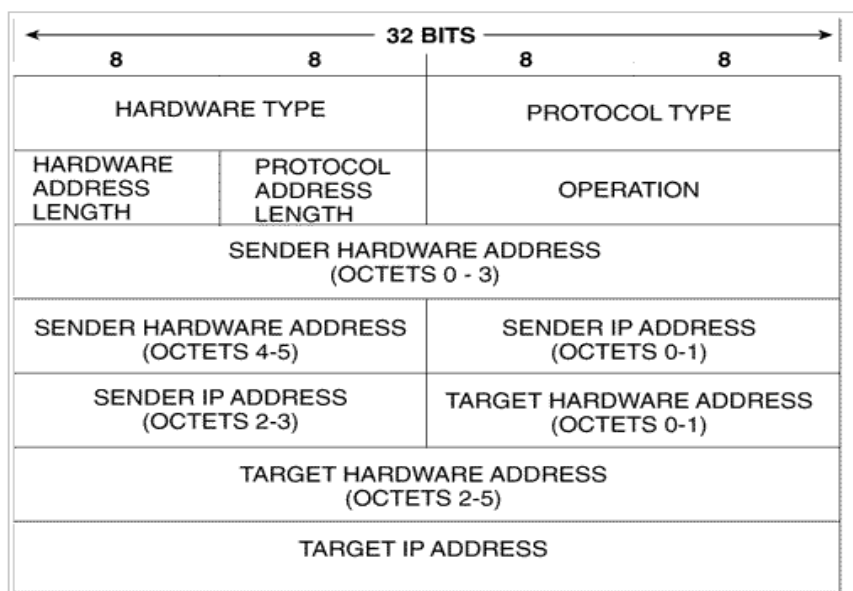 32 BITS
8 8 8 8
HARDWARE TYPE PROTOCOL TYPE
HARDWARE
ADDRESS
LENGTH
PROTOCOL
ADDRESS
LENGTH
OPERATION
SENDER HARDWARE ADDRESS
(OCTETS 0 - 3)
SENDER HARDWARE ADDRESS
(OCTETS 4-5)
SENDER IP ADDRESS
(OCTETS 0-1)
SENDER IP ADDRESS
(OCTETS 2-3)
TARGET HARDWARE ADDRESS
(OCTETS 0-1)
TARGET HARDWARE ADDRESS
(OCTETS 2-5)
TARGET IP ADDRESS